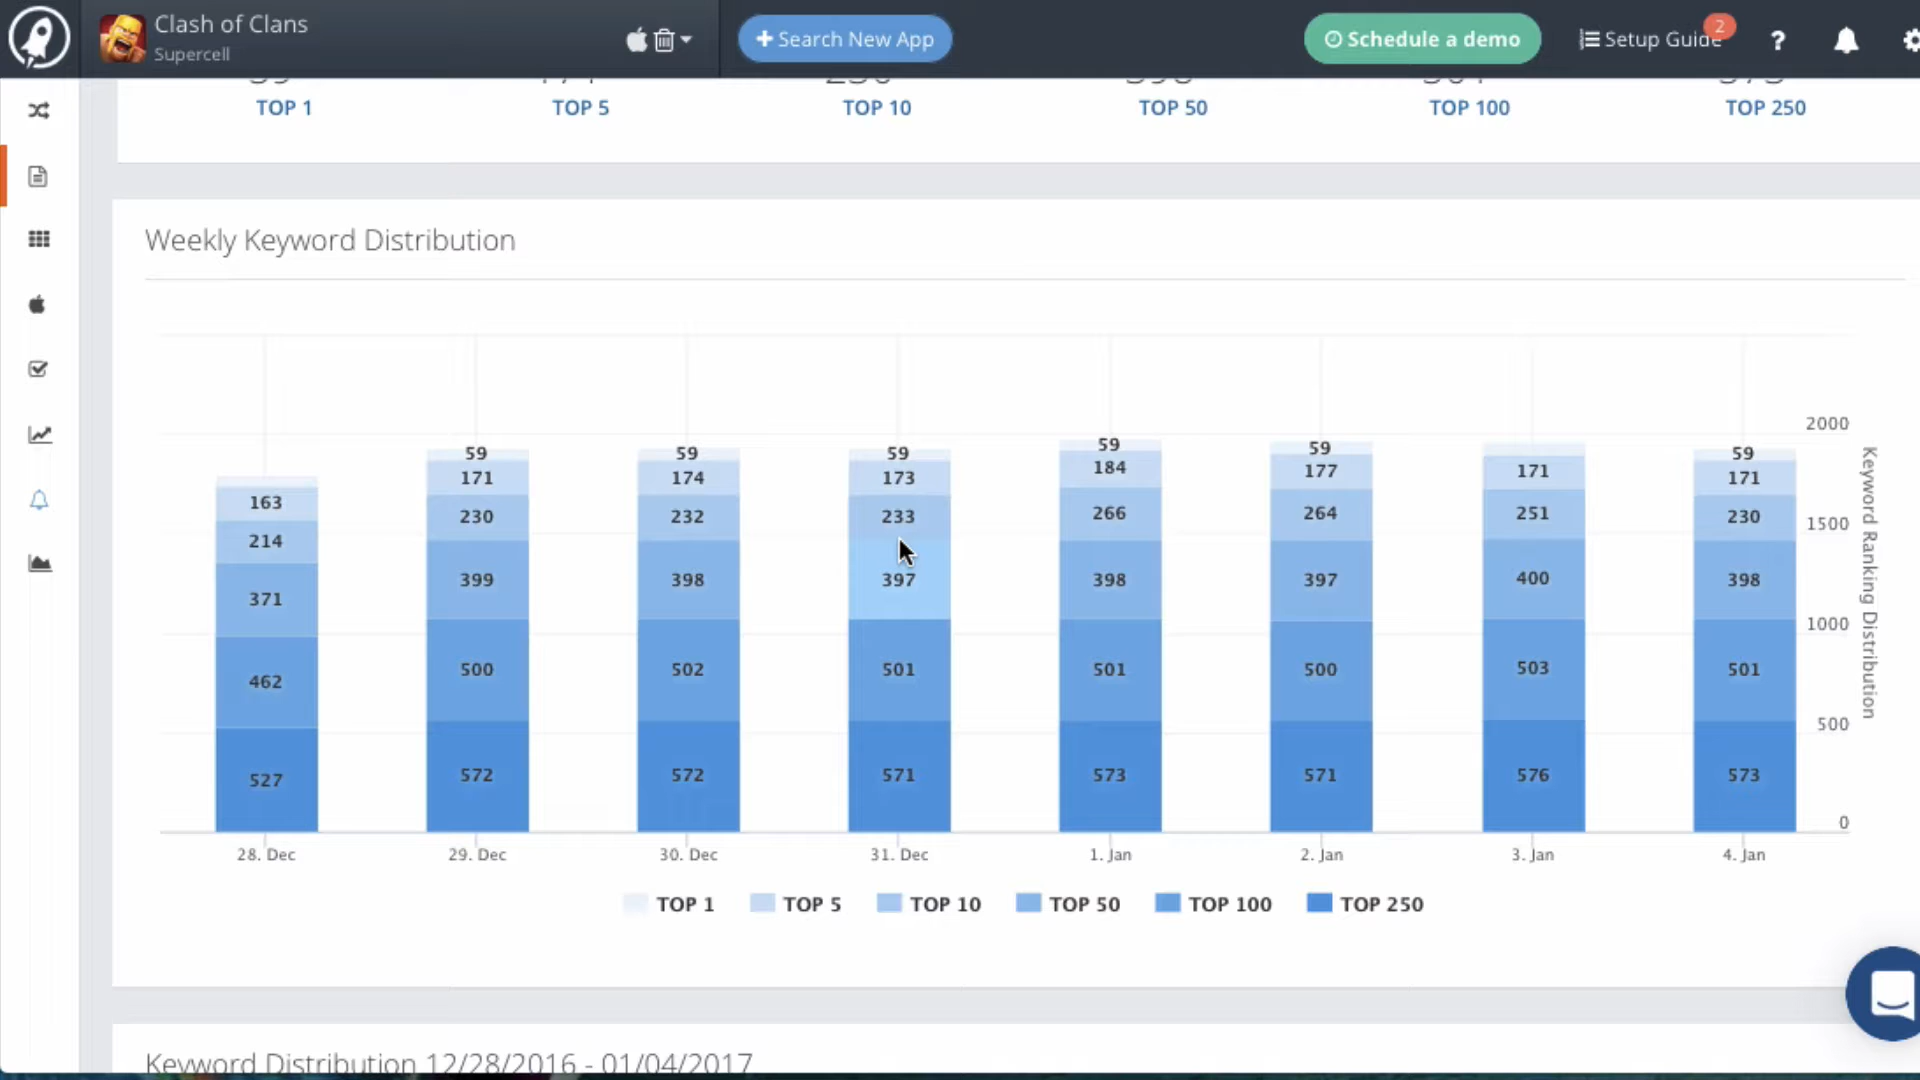 Clash of Clans
Supercell
Search New App
Schedule a demo
Setup Guide
2
?
TOP 1 TOP 5 TOP 10 TOP 50 TOP 100 TOP 250
Weekly Keyword Distribution
2000
1500
1000
500
0
Keyword Ranking Distribution
59 59 59 59 59 59
163 171 174 173 184 177 171 171
214 230 232 233 266 264 251 230
371 399 398 397 398 397 400 398
462 500 502 501 501 500 503 501
527 572 572 571 573 571 576 573
28. Dec 29. Dec 30. Dec 31. Dec 1. Jan 2. Jan 3. Jan 4. Jan
TOP 1 TOP 5 TOP 10 TOP 50 TOP 100 TOP 250
Keyword Distribution 12/28/2016 - 01/04/2017